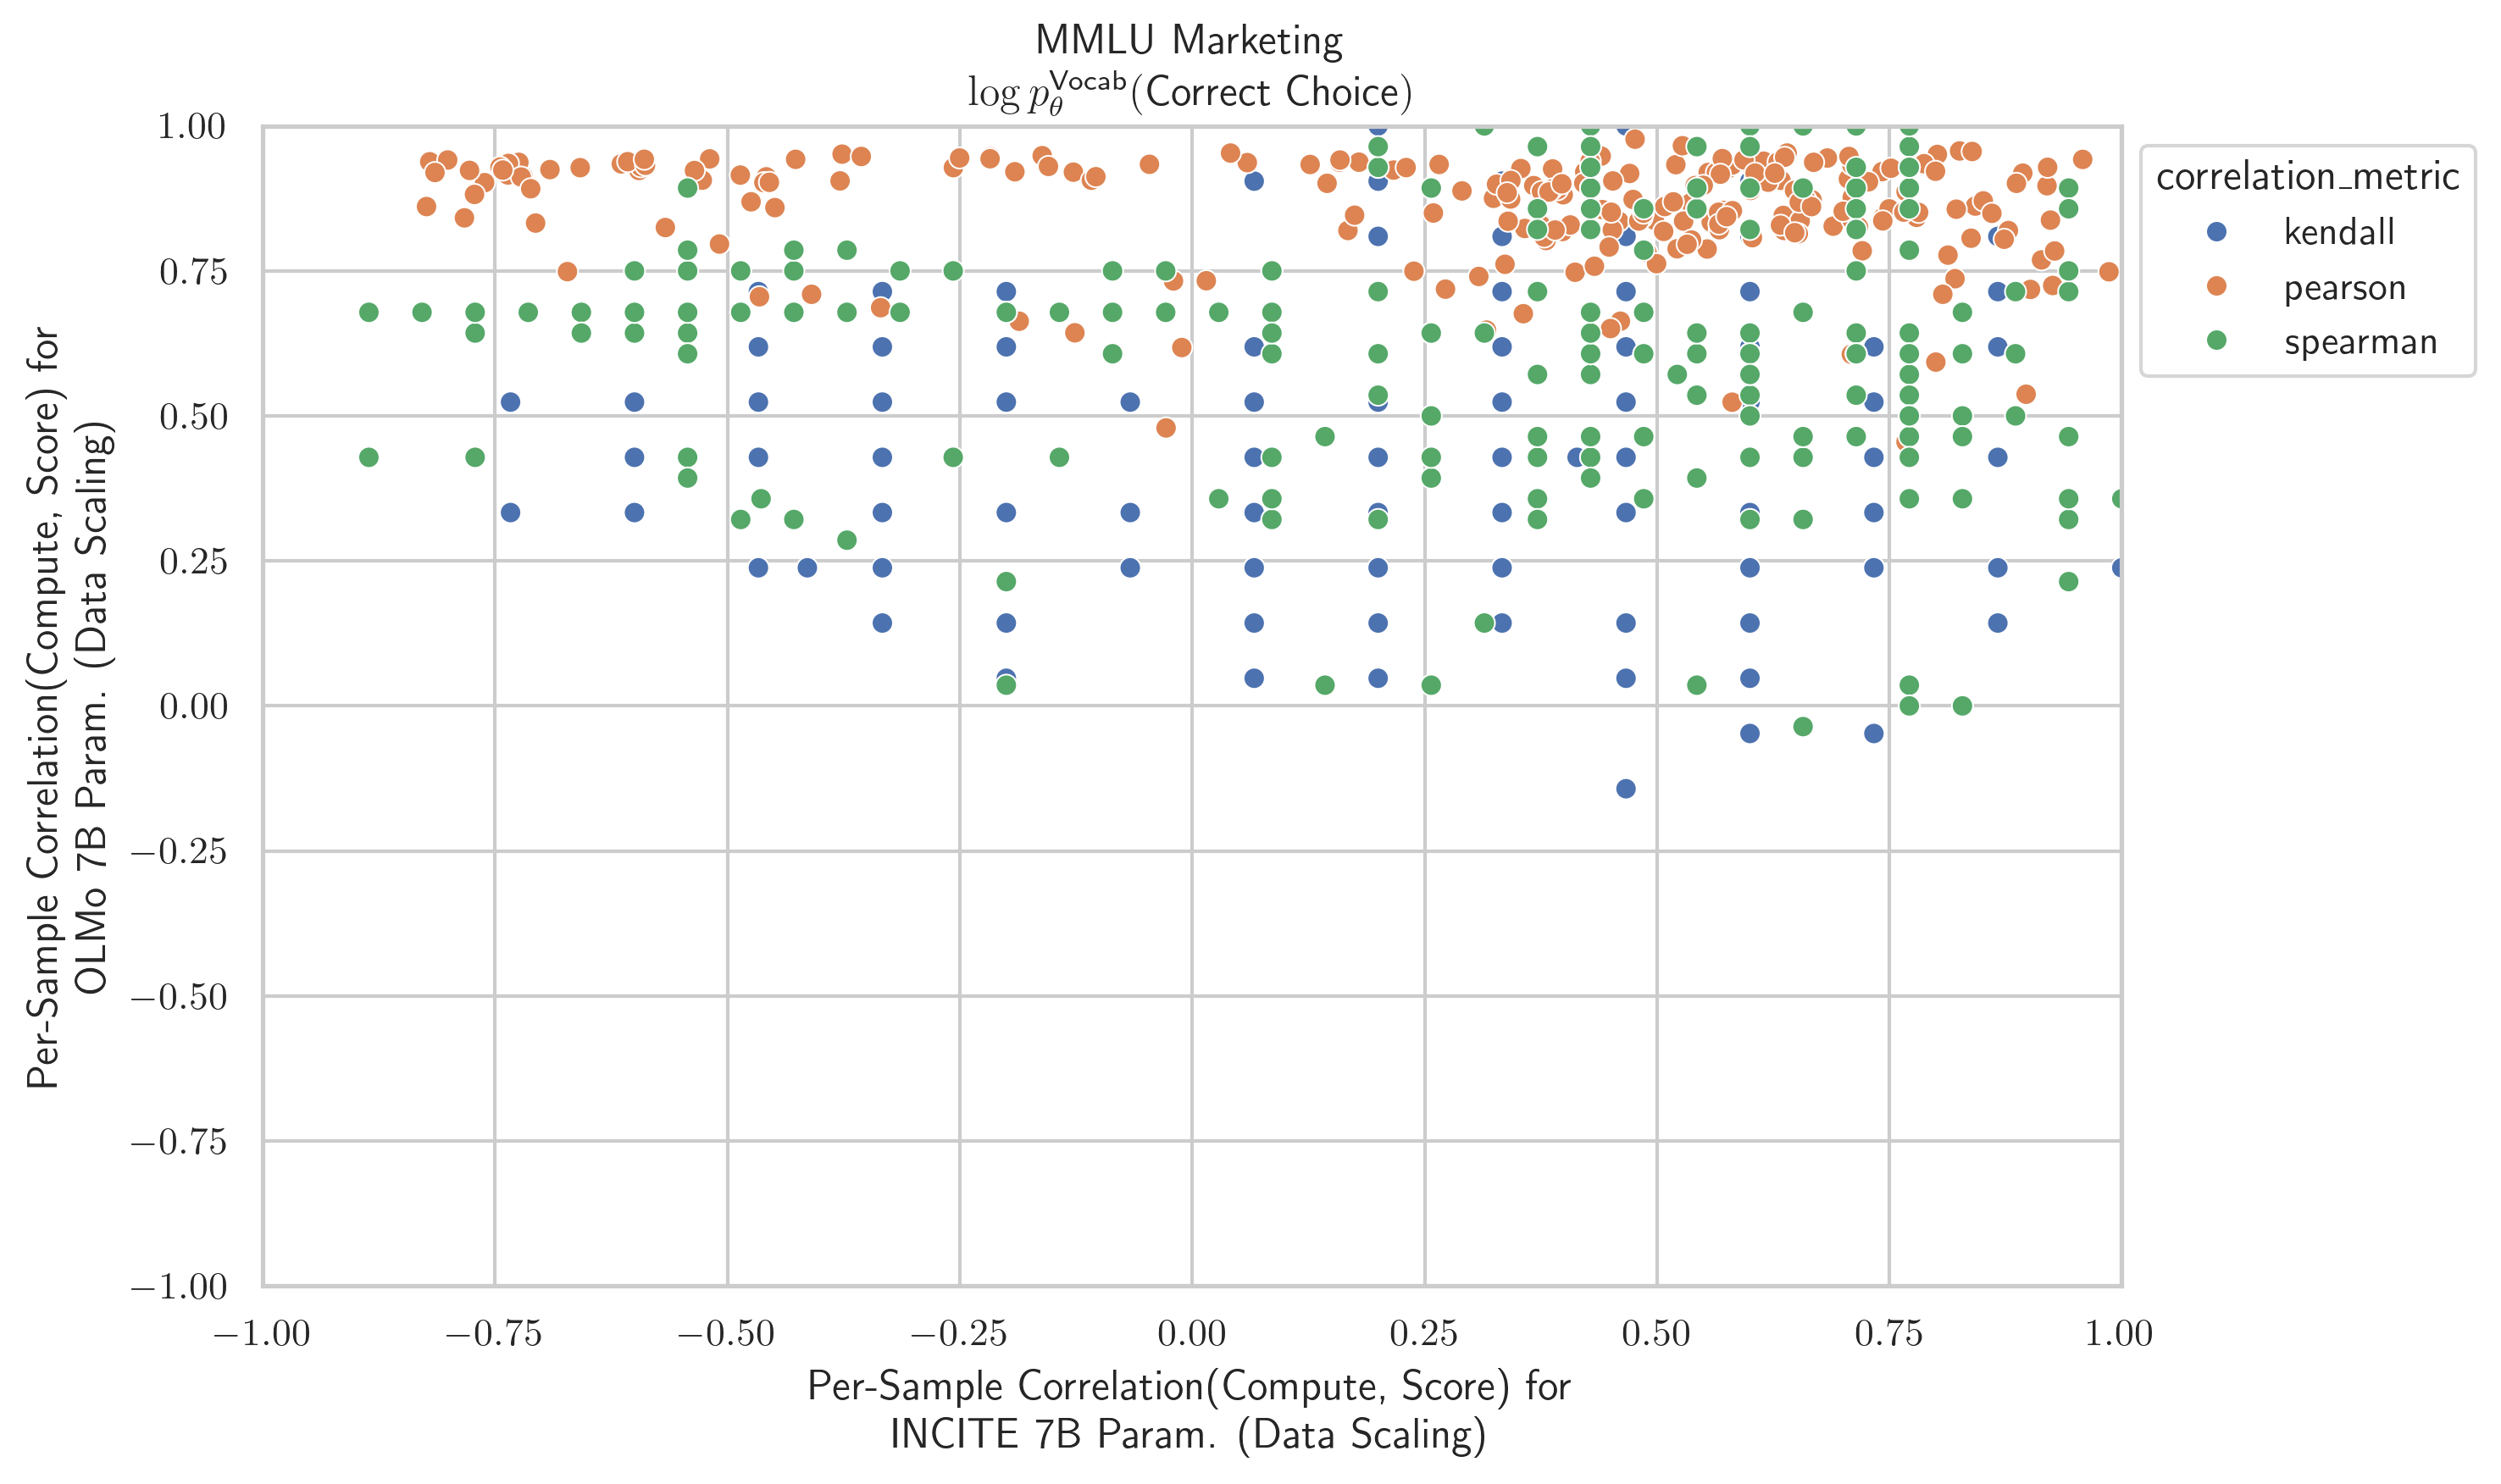 MMLU Marketing
log p_θ^Vocab(Correct Choice)
Per-Sample Correlation(Compute, Score) for
OLMo 7B Param. (Data Scaling)
1.00
0.75
0.50
0.25
0.00
−0.25
−0.50
−0.75
−1.00
−1.00 −0.75 −0.50 −0.25 0.00 0.25 0.50 0.75 1.00
Per-Sample Correlation(Compute, Score) for
INCITE 7B Param. (Data Scaling)
correlation_metric
kendall
pearson
spearman